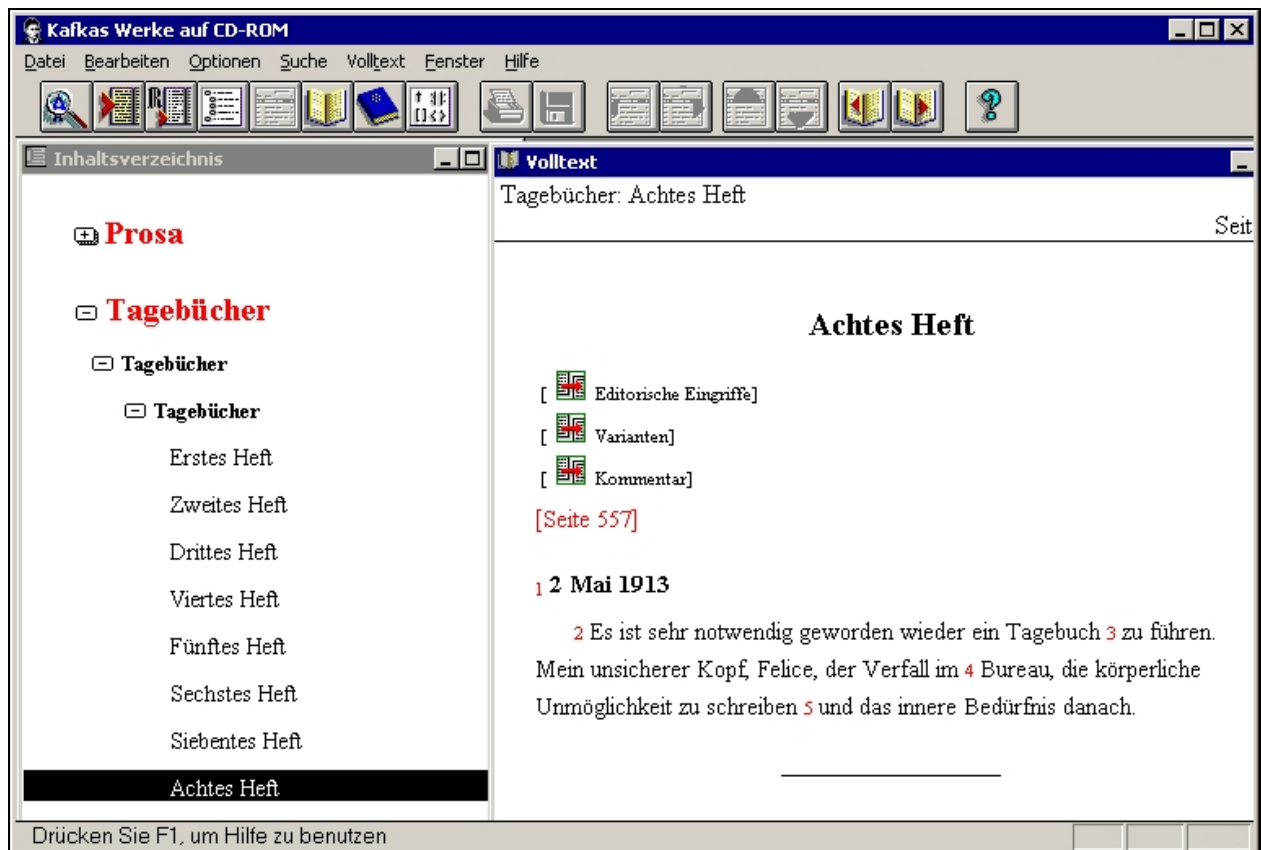 Kafkas Werke auf CD-ROM
Datei Bearbeiten Optionen Suche Volltext Fenster Hilfe
Inhaltsverzeichnis
Prosa
Tagebücher
Tagebücher
Tagebücher
Erstes Heft
Zweites Heft
Drittes Heft
Viertes Heft
Fünftes Heft
Sechstes Heft
Siebentes Heft
Achtes Heft
Volltext
Tagebücher: Achtes Heft
Seit
Achtes Heft
[ Editorische Eingriffe]
[ Varianten]
[ Kommentar]
[Seite 557]
1 2 Mai 1913
2 Es ist sehr notwendig geworden wieder ein Tagebuch 3 zu führen.
Mein unsicherer Kopf, Felice, der Verfall im 4 Bureau, die körperliche
Unmöglichkeit zu schreiben 5 und das innere Bedürfnis danach.
Drücken Sie F1, um Hilfe zu benutzen